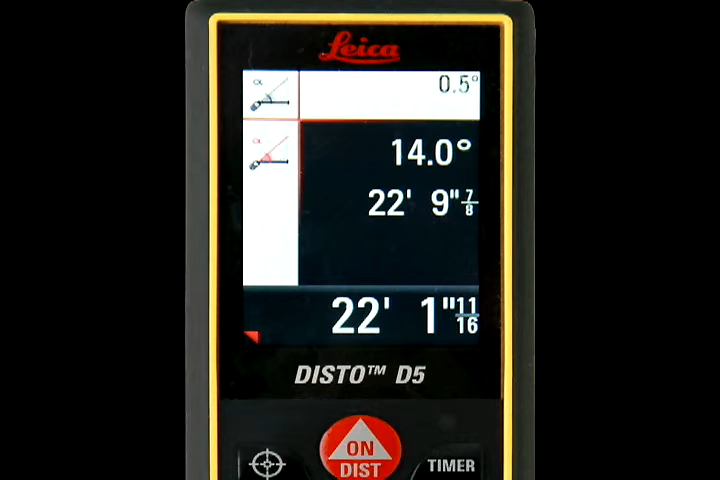 Leica
α 0.5°
α 14.0°
22' 9"7/8
22' 1"11/16
DISTO™ D5
ON
DIST
TIMER